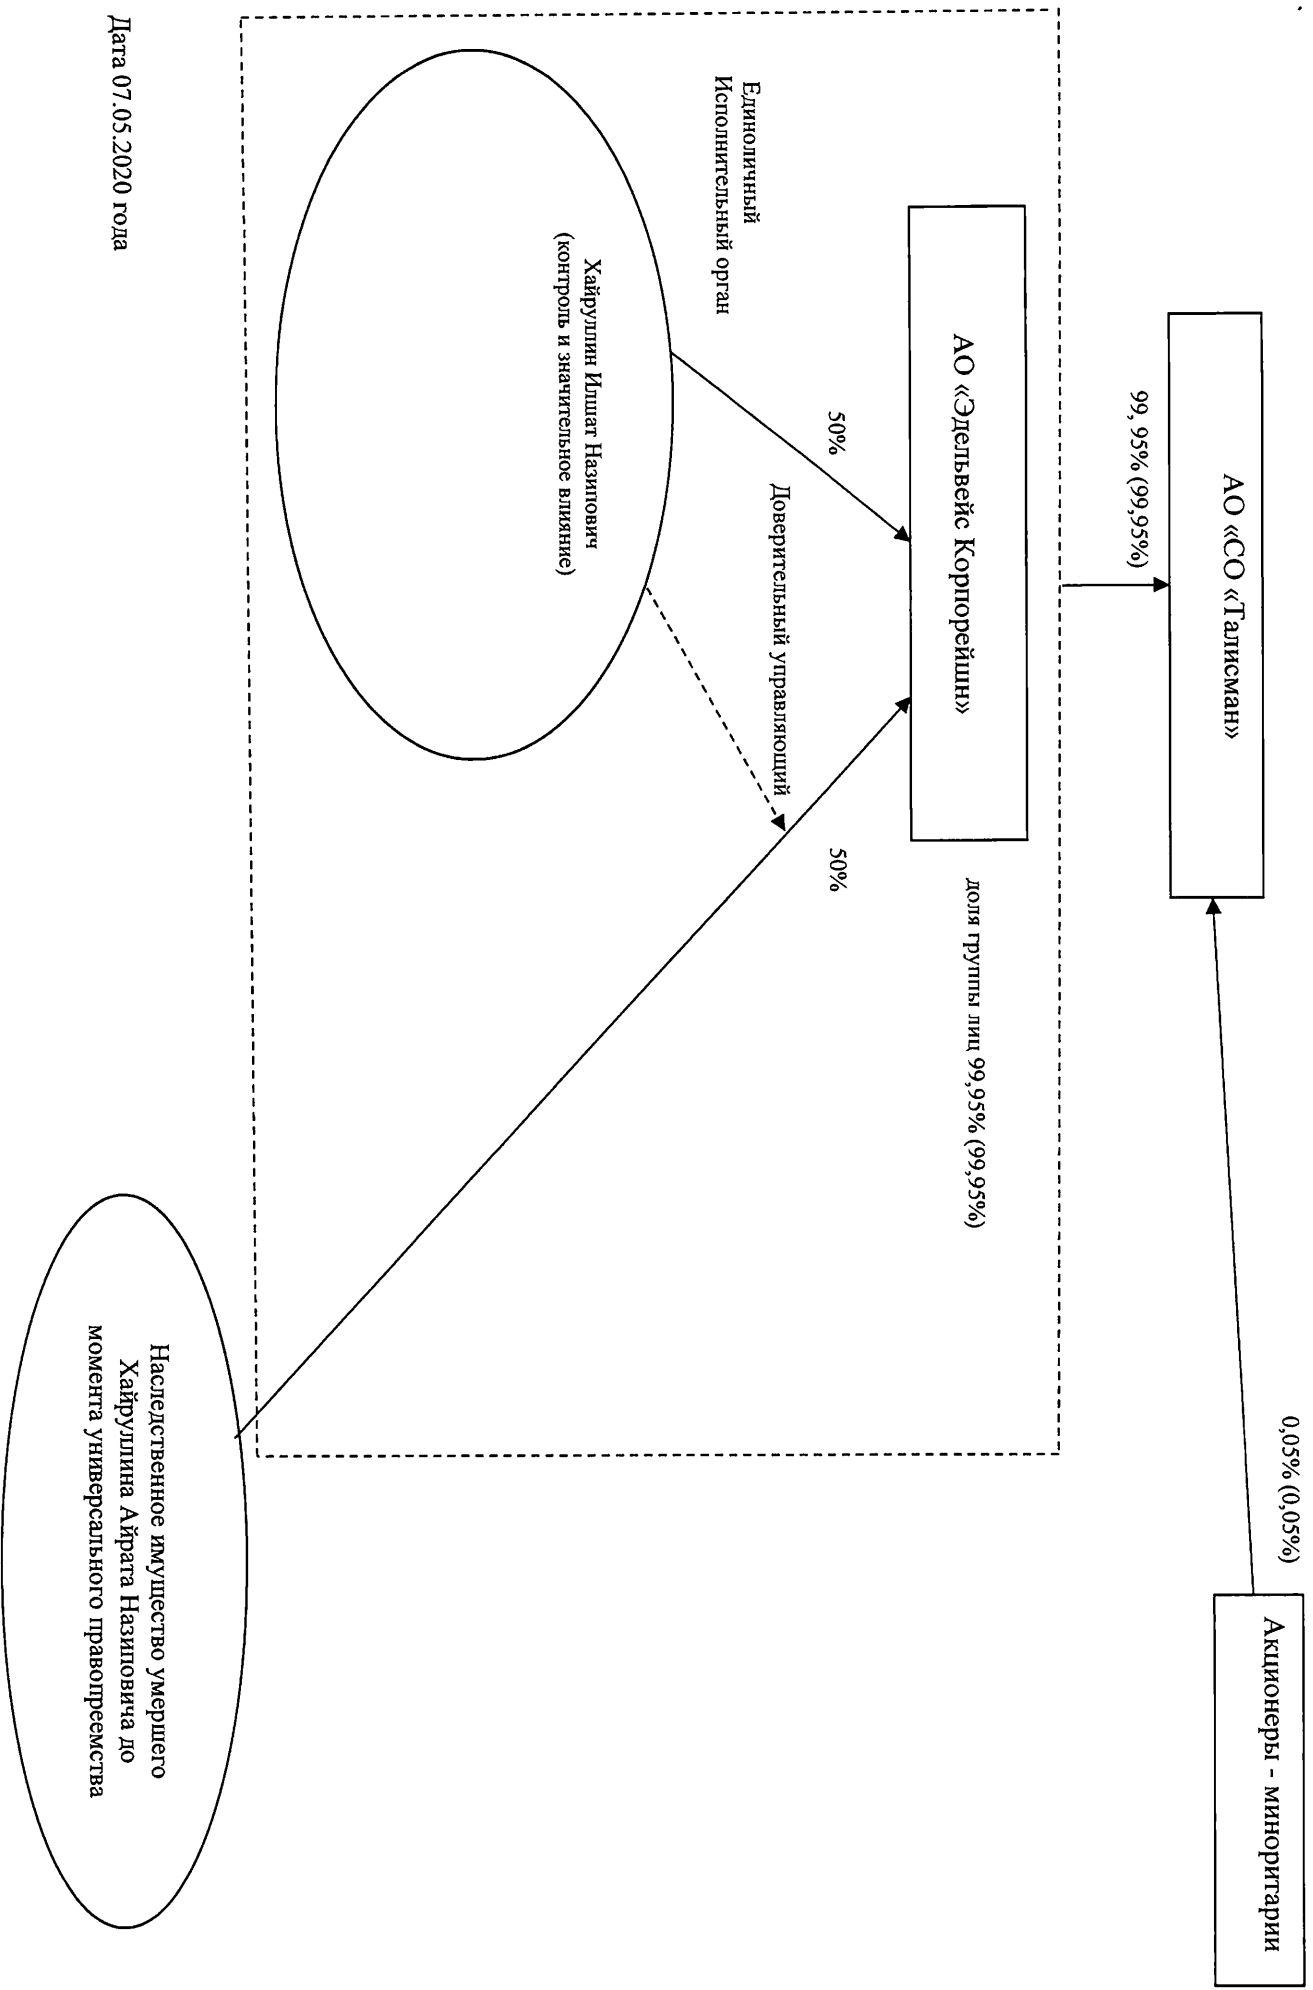 0,05% (0,05%)
Акционеры - миноритарии
АО «СО «Талисман»
99, 95% (99,95%)
АО «Эдельвейс Корпорейшн»
доля группы лиц 99,95% (99,95%)
50%
50%
Единоличный
Исполнительный орган
Доверительный управляющий
Хайруллин Илшат Назипович
(контроль и значительное влияние)
Наследственное имущество умершего
Хайруллина Айрата Назиповича до
момента универсального правопреемства
Дата 07.05.2020 года